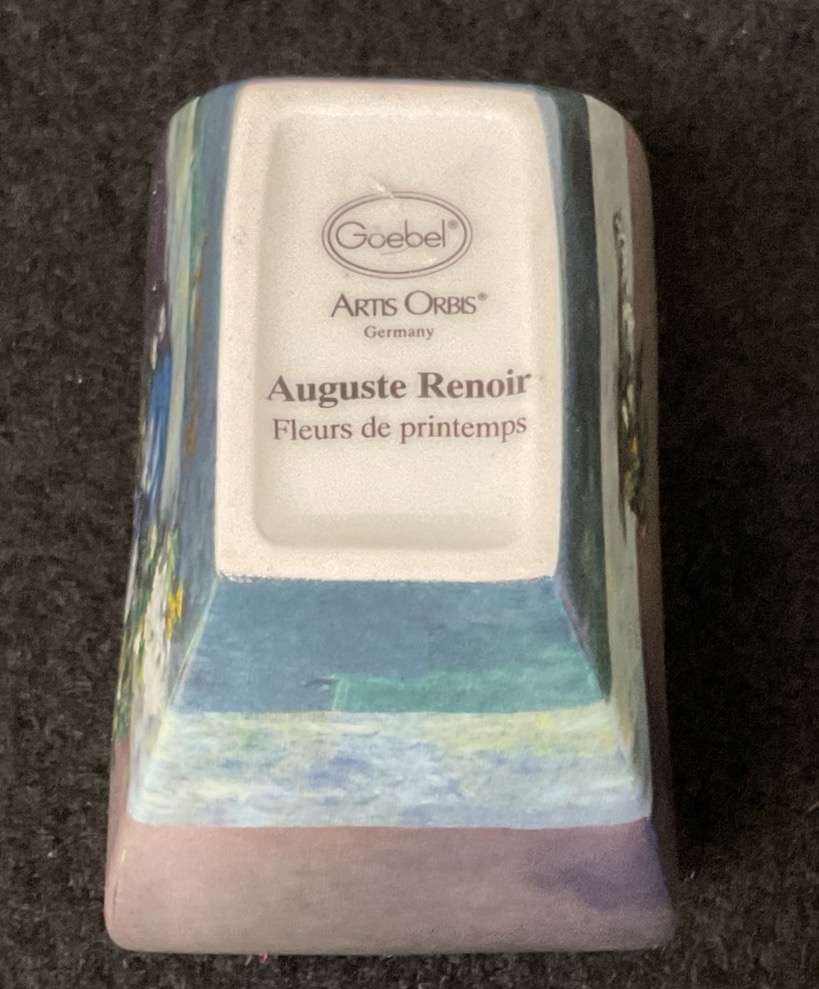 Goebel®
ARTIS ORBIS®
Germany
Auguste Renoir
Fleurs de printemps